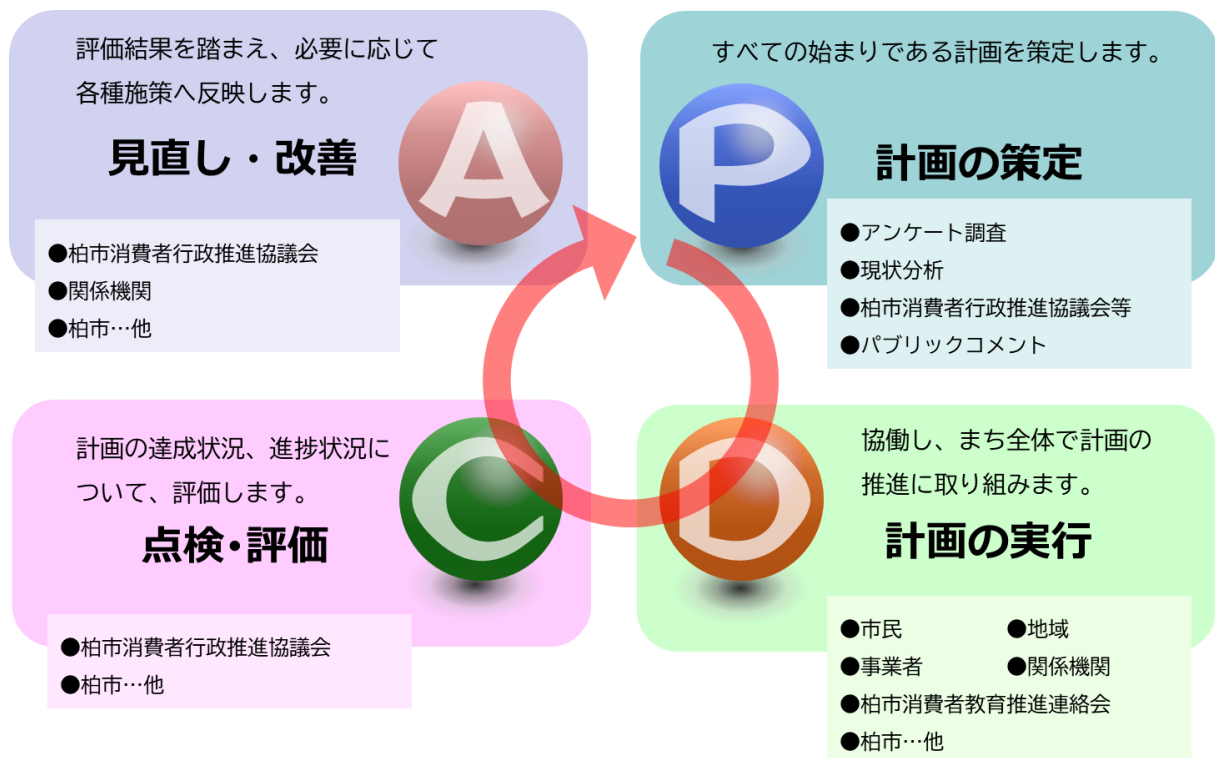 評価結果を踏まえ、必要に応じて
各種施策へ反映します。
見直し・改善
A
●柏市消費者行政推進協議会
●関係機関
●柏市…他
すべての始まりである計画を策定します。
P
計画の策定
●アンケート調査
●現状分析
●柏市消費者行政推進協議会等
●パブリックコメント
計画の達成状況、進捗状況に
ついて、評価します。
点検・評価
C
●柏市消費者行政推進協議会
●柏市…他
協働し、まち全体で計画の
推進に取り組みます。
D
計画の実行
●市民 ●地域
●事業者 ●関係機関
●柏市消費者教育推進連絡会
●柏市…他